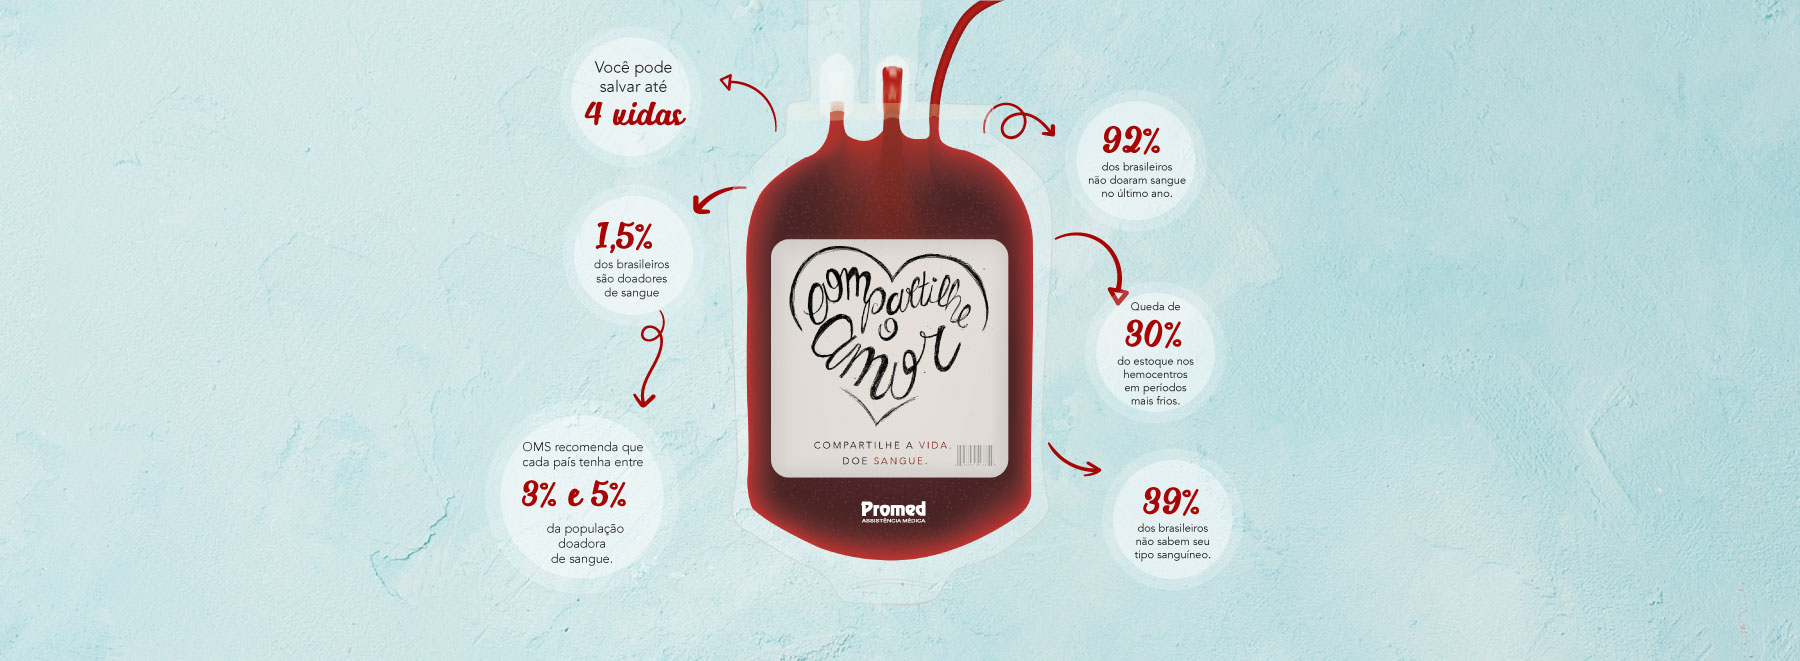 Você pode
salvar até
4 vidas
1,5%
dos brasileiros
são doadores
de sangue
OMS recomenda que
cada país tenha entre
3% e 5%
da população
doadora
de sangue.
Compartilhe
o
amor
COMPARTILHE A VIDA.
DOE SANGUE.
Promed
ASSISTÊNCIA MÉDICA
92%
dos brasileiros
não doaram sangue
no último ano.
Queda de
30%
do estoque nos
hemocentros
em períodos
mais frios.
39%
dos brasileiros
não sabem seu
tipo sanguíneo.